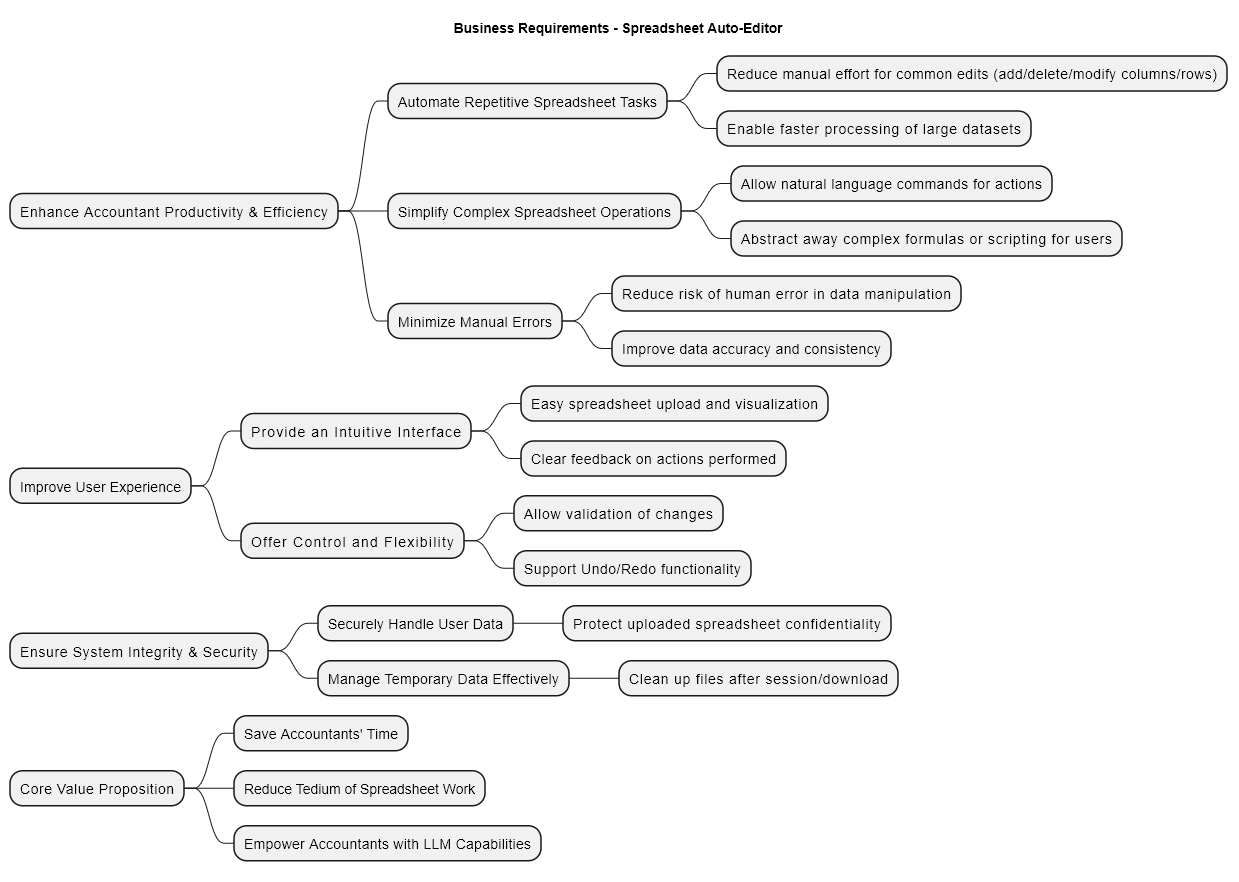 Business Requirements - Spreadsheet Auto-Editor
Enhance Accountant Productivity & Efficiency
Automate Repetitive Spreadsheet Tasks
Reduce manual effort for common edits (add/delete/modify columns/rows)
Enable faster processing of large datasets
Simplify Complex Spreadsheet Operations
Allow natural language commands for actions
Abstract away complex formulas or scripting for users
Minimize Manual Errors
Reduce risk of human error in data manipulation
Improve data accuracy and consistency
Improve User Experience
Provide an Intuitive Interface
Easy spreadsheet upload and visualization
Clear feedback on actions performed
Offer Control and Flexibility
Allow validation of changes
Support Undo/Redo functionality
Ensure System Integrity & Security
Securely Handle User Data
Protect uploaded spreadsheet confidentiality
Manage Temporary Data Effectively
Clean up files after session/download
Core Value Proposition
Save Accountants' Time
Reduce Tedium of Spreadsheet Work
Empower Accountants with LLM Capabilities